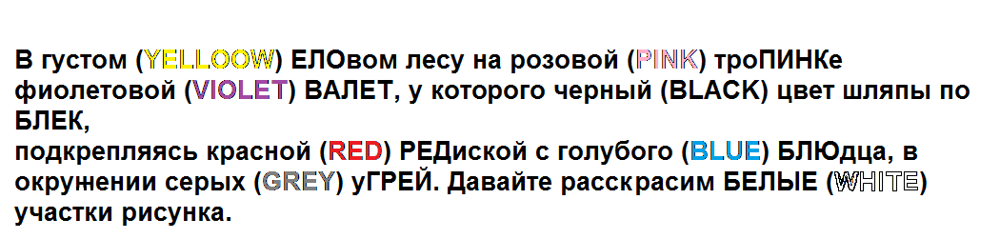 В густом (YELLOOW) ЕЛОвом лесу на розовой (PINK) троПИНКе
фиолетовой (VIOLET) ВАЛЕТ, у которого черный (BLACK) цвет шляпы по
БЛЕК,
подкрепляясь красной (RED) РЕДиской с голубого (BLUE) БЛЮдца, в
окружении серых (GREY) уГРЕЙ. Давайте расскрасим БЕЛЫЕ (WHITE)
участки рисунка.